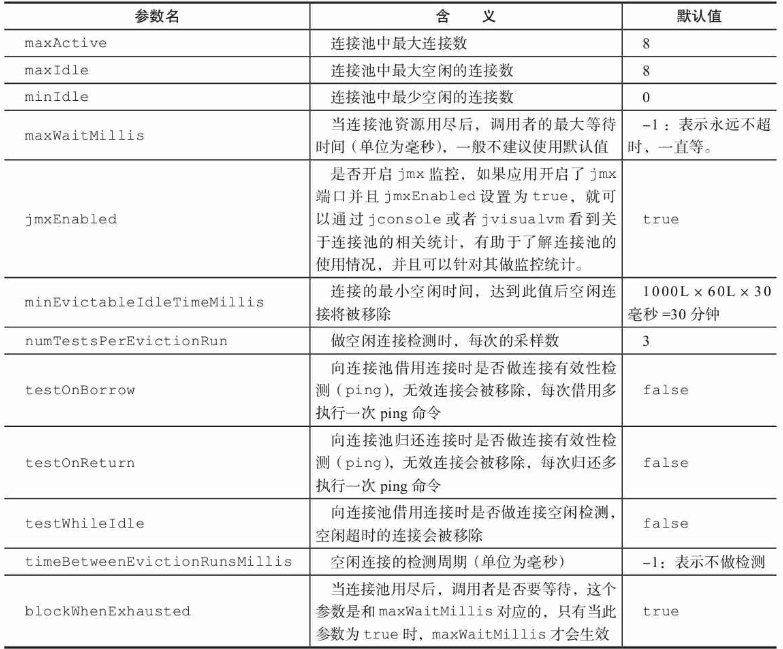 参数名 含 义 默认值
maxActive 连接池中最大连接数 8
maxIdle 连接池中最大空闲的连接数 8
minIdle 连接池中最少空闲的连接数 0
maxWaitMillis 当连接池资源用尽后，调用者的最大等待
时间（单位为毫秒），一般不建议使用默认值
-1：表示永远不超
时，一直等。
jmxEnabled
是否开启 jmx 监控，如果应用开启了 jmx
端口并且 jmxEnabled 设置为 true，就可
以通过 jconsole 或者 jvisualvm 看到关
于连接池的相关统计，有助于了解连接池的
使用情况，并且可以针对其做监控统计。
true
minEvictableIdleTimeMillis
连接的最小空闲时间，达到此值后空闲连
接将被移除
1000L × 60L × 30
毫秒 =30 分钟
numTestsPerEvictionRun 做空闲连接检测时，每次的采样数 3
testOnBorrow
向连接池借用连接时是否做连接有效性检
测（ping），无效连接会被移除，每次借用多
执行一次 ping 命令
false
testOnReturn
向连接池归还连接时是否做连接有效性检
测（ping），无效连接会被移除，每次归还多
执行一次 ping 命令
false
testWhileIdle
向连接池借用连接时是否做连接空闲检测，
空闲超时的连接会被移除
false
timeBetweenEvictionRunsMillis 空闲连接的检测周期（单位为毫秒） -1：表示不做检测
blockWhenExhausted
当连接池用尽后，调用者是否要等待，这个
参数是和 maxWaitMillis 对应的，只有当此
参数为 true 时，maxWaitMillis 才会生效
true